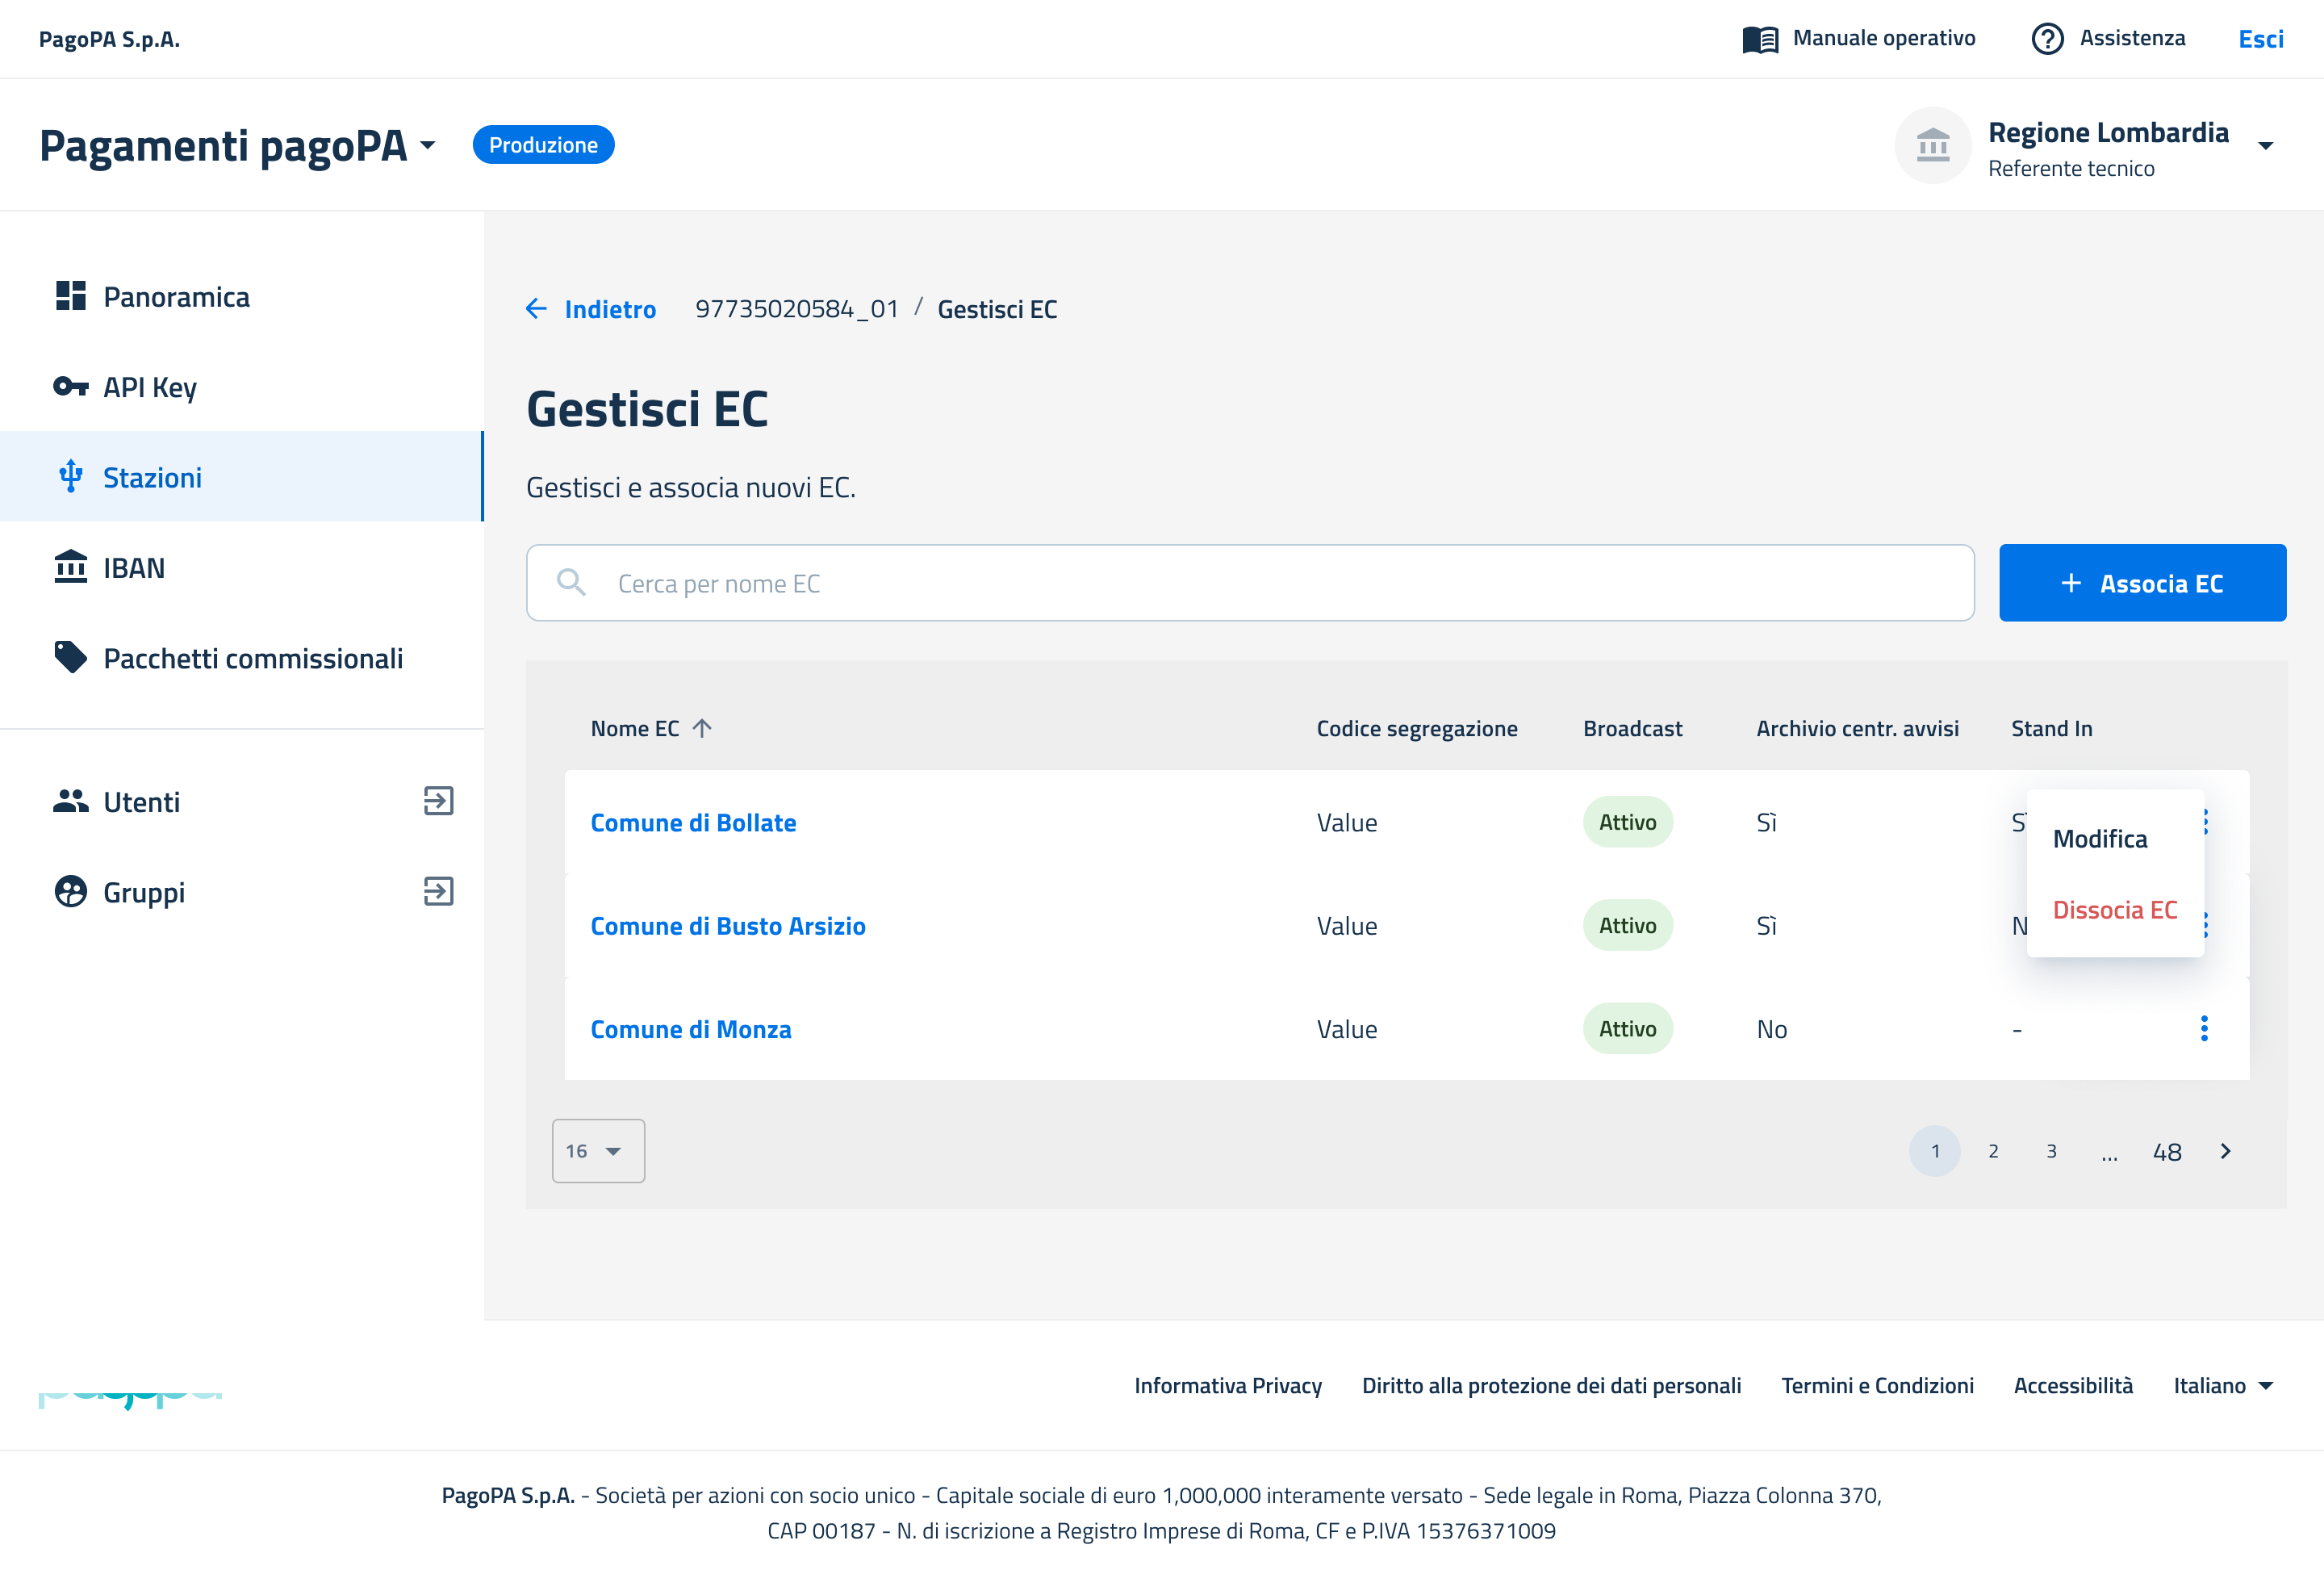 PagoPA S.p.A.
Manuale operativo
Assistenza
Esci
Pagamenti pagoPA
Produzione
Regione Lombardia
Referente tecnico
Panoramica
API Key
Stazioni
IBAN
Pacchetti commissionali
Utenti
Gruppi
Indietro 97735020584_01 / Gestisci EC
Gestisci EC
Gestisci e associa nuovi EC.
Cerca per nome EC
+ Associa EC
Nome EC Codice segregazione Broadcast Archivio centr. avvisi Stand In
Comune di Bollate Value Attivo Sì
Modifica
Comune di Busto Arsizio Value Attivo Sì
Dissocia EC
Comune di Monza Value Attivo No -
16
1 2 3 ... 48
Informativa Privacy Diritto alla protezione dei dati personali Termini e Condizioni Accessibilità Italiano
PagoPA S.p.A. - Società per azioni con socio unico - Capitale sociale di euro 1,000,000 interamente versato - Sede legale in Roma, Piazza Colonna 370,
CAP 00187 - N. di iscrizione a Registro Imprese di Roma, CF e P.IVA 15376371009